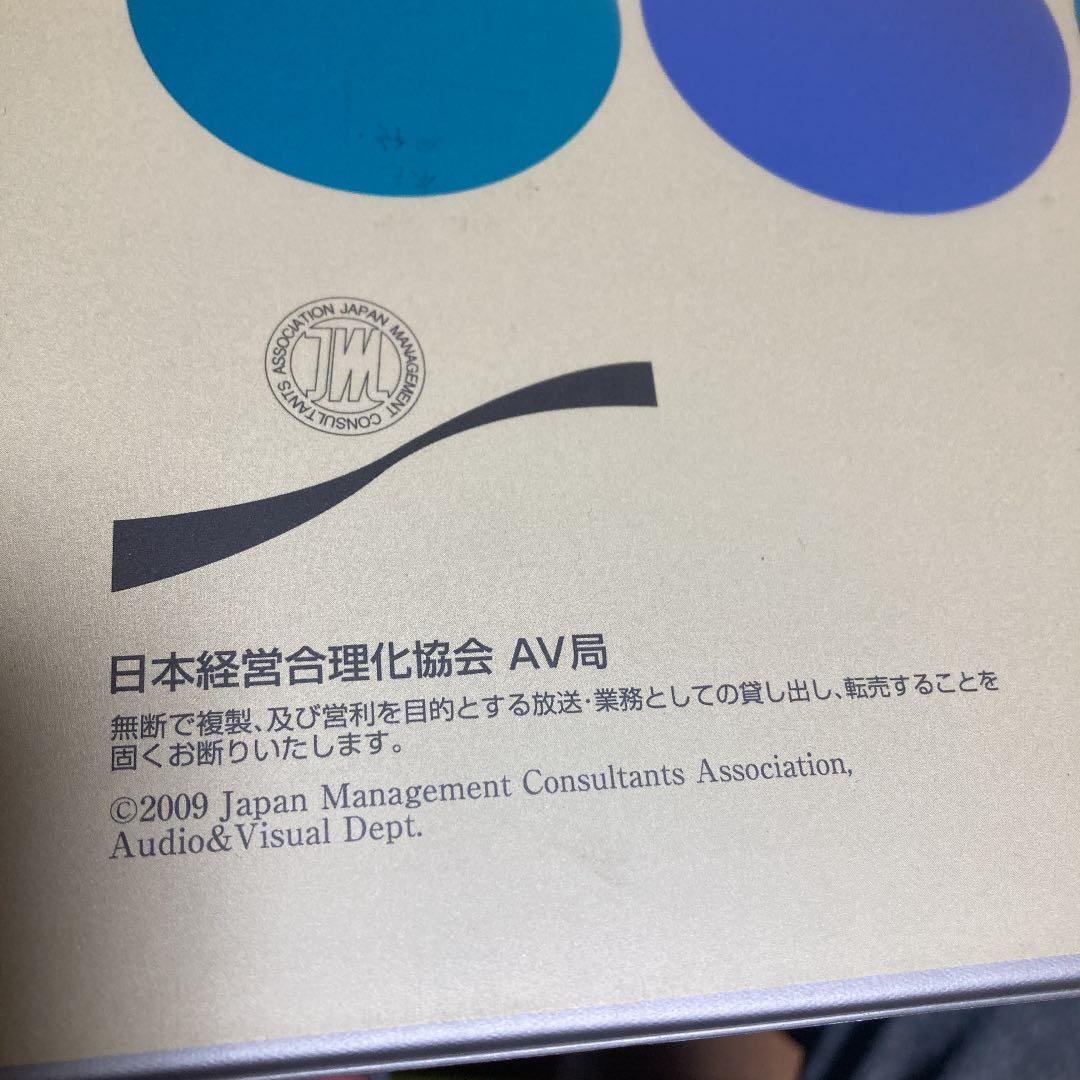 ASSOCIATION JAPAN MANAGEMENT CONSULTANTS
JM
日本経営合理化協会 AV局
無断で複製、及び営利を目的とする放送・業務としての貸し出し、転売することを
固くお断りいたします。
©2009 Japan Management Consultants Association,
Audio&Visual Dept.